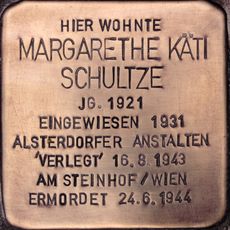 HIER WOHNTE
MARGARETHE KÄTI
SCHULTZE
JG. 1921
EINGEWIESEN 1931
ALSTERDORFER ANSTALTEN
'VERLEGT' 16.8.1943
AM STEINHOF / WIEN
ERMORDET 24.6.1944